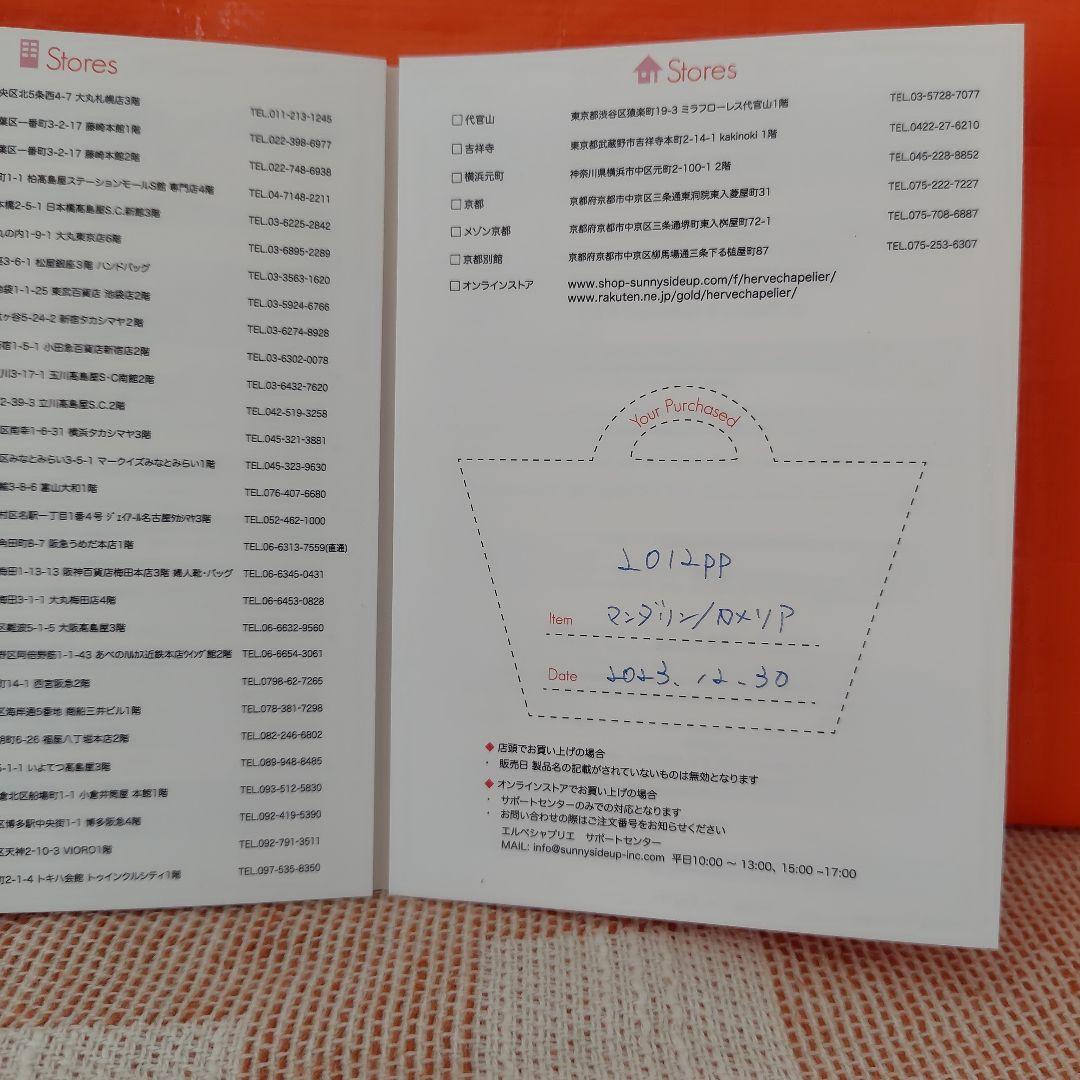 Stores
央区北5条西4-7 大丸札幌店3階 TEL.011-213-1245
葉区一番町3-2-17 藤崎本館1階 TEL.022-398-6977
葉区一番町3-2-17 藤崎本館2階 TEL.022-748-6938
町1-1 柏髙島屋ステーションモールS館 専門店4階 TEL.04-7148-2211
本橋2-5-1 日本橋髙島屋S.C.新館3階 TEL.03-6225-2842
丸の内1-9-1 大丸東京店6階 TEL.03-6895-2289
座3-6-1 松屋銀座3階 ハンドバッグ TEL.03-3563-1620
池袋1-1-25 東武百貨店 池袋店2階 TEL.03-5924-6766
ヶ谷5-24-2 新宿タカシマヤ2階 TEL.03-6274-8928
宿1-5-1 小田急百貨店新宿店2階 TEL.03-6302-0078
川3-17-1 玉川髙島屋S・C南館2階 TEL.03-6432-7620
2-39-3 立川髙島屋S.C.2階 TEL.042-519-3258
区南幸1-6-31 横浜タカシマヤ3階 TEL.045-321-3881
区みなとみらい3-5-1 マークイズみなとみらい1階 TEL.045-323-9630
3-8-6 富山大和1階 TEL.076-407-6680
村区名駅一丁目1番4号 ジェイアール名古屋タカシマヤ3階 TEL.052-462-1000
角田町8-7 阪急うめだ本店1階 TEL.06-6313-7559(直通)
梅田1-13-13 阪神百貨店梅田本店3階 婦人靴・バッグ TEL.06-6345-0431
梅田3-1-1 大丸梅田店4階 TEL.06-6453-0828
区難波5-1-5 大阪髙島屋3階 TEL.06-6632-9560
野区阿倍野筋1-1-43 あべのハルカス近鉄本店ウイング館2階 TEL.06-6654-3061
町14-1 西宮阪急2階 TEL.0798-62-7265
区海岸通5番地 商船三井ビル1階 TEL.078-381-7298
胡町6-26 福屋八丁堀本店2階 TEL.082-246-6802
5-1-1 いよてつ髙島屋3階 TEL.089-948-8485
倉北区船場町1-1 小倉井筒屋 本館1階 TEL.093-512-5830
区博多駅中央街1-1 博多阪急4階 TEL.092-419-5390
区天神2-10-3 VIORO1階 TEL.092-791-3511
町2-1-4 トキハ会館 トゥインクルシティ1階 TEL.097-535-8350
Stores
□代官山 東京都渋谷区猿楽町19-3 ミラフローレス代官山1階 TEL.03-5728-7077
□吉祥寺 東京都武蔵野市吉祥寺本町2-14-1 kakinoki 1階 TEL.0422-27-6210
□横浜元町 神奈川県横浜市中区元町2-100-1 2階 TEL.045-228-8852
□京都 京都府京都市中京区三条通東洞院東入菱屋町31 TEL.075-222-7227
□メゾン京都 京都府京都市中京区三条通堺町東入桝屋町72-1 TEL.075-708-6887
□京都別館 京都府京都市中京区柳馬場通三条下る槌屋町87 TEL.075-253-6307
□オンラインストア www.shop-sunnysideup.com/f/hervechapelier/
www.rakuten.ne.jp/gold/hervechapelier/
Your Purchased
2012PP
Item マンダリン/カメリア
Date 2023.12.30
◆ 店頭でお買い上げの場合
・ 販売日 製品名の記載がされていないものは無効となります
◆ オンラインストアでお買い上げの場合
・ サポートセンターのみでの対応となります
・ お問い合わせの際はご注文番号をお知らせください
エルベシャプリエ サポートセンター
MAIL: info@sunnysideup-inc.com 平日10:00 ～ 13:00、15:00 ~17:00